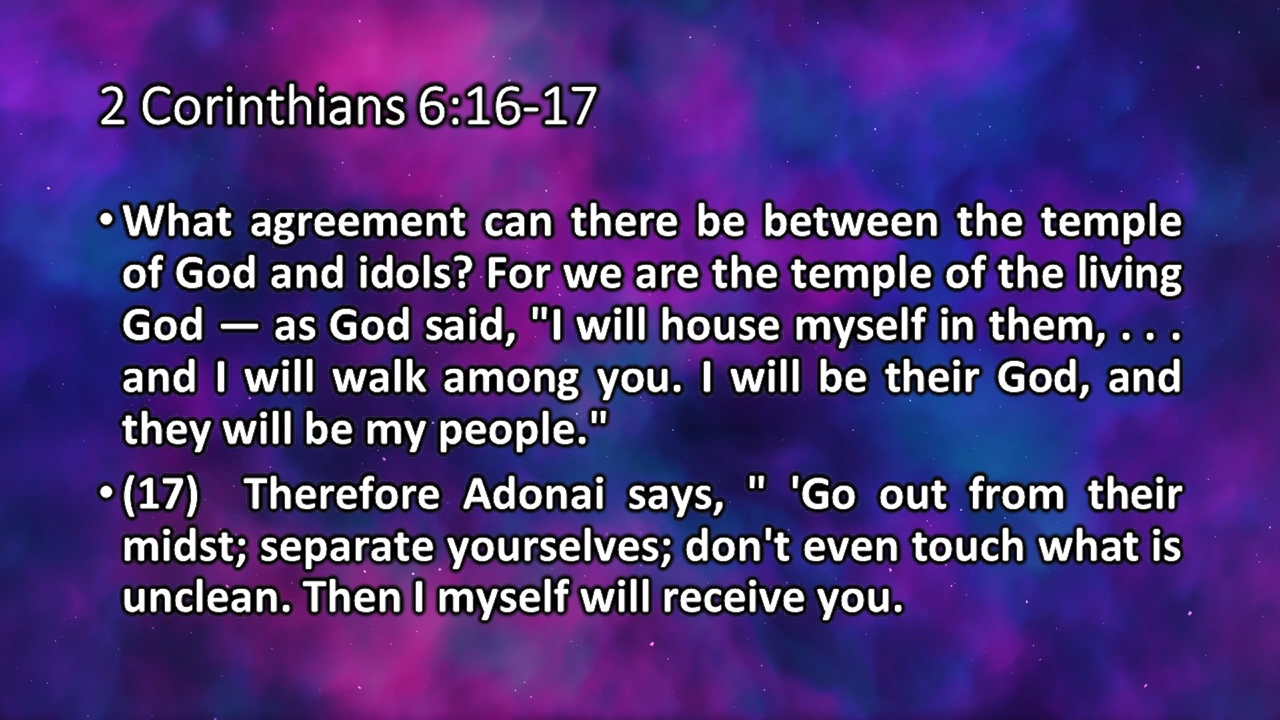 2 Corinthians 6:16-17
• What agreement can there be between the temple
of God and idols? For we are the temple of the living
God — as God said, "I will house myself in them, . . .
and I will walk among you. I will be their God, and
they will be my people."
• (17) Therefore Adonai says, " 'Go out from their
midst; separate yourselves; don't even touch what is
unclean. Then I myself will receive you.